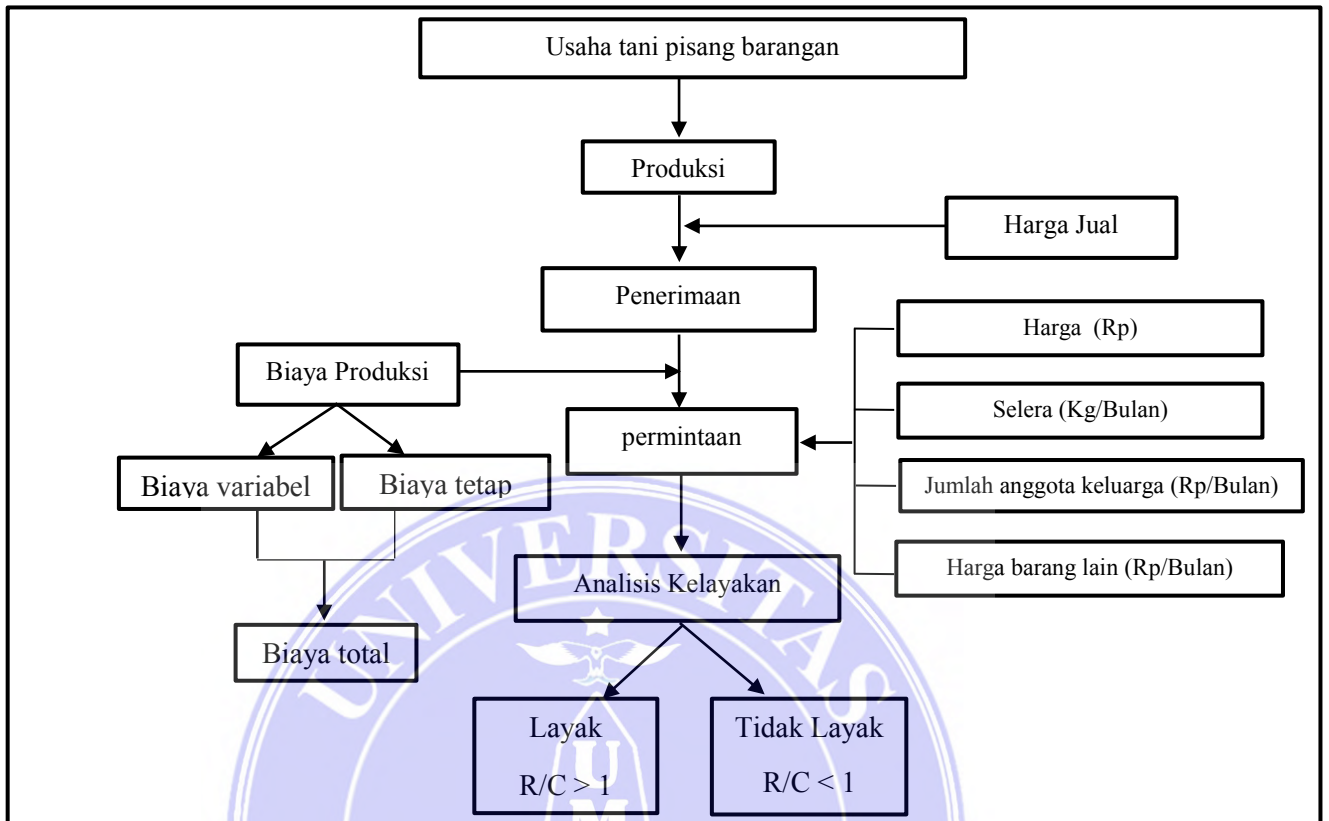 Usaha tani pisang barangan
Produksi
Harga Jual
Penerimaan
Harga (Rp)
Biaya Produksi
Selera (Kg/Bulan)
permintaan
Biaya variabel
Biaya tetap
Jumlah anggota keluarga (Rp/Bulan)
Harga barang lain (Rp/Bulan)
Analisis Kelayakan
Biaya total
Layak
R/C > 1
Tidak Layak
R/C < 1
UNIVERSITAS
U
M